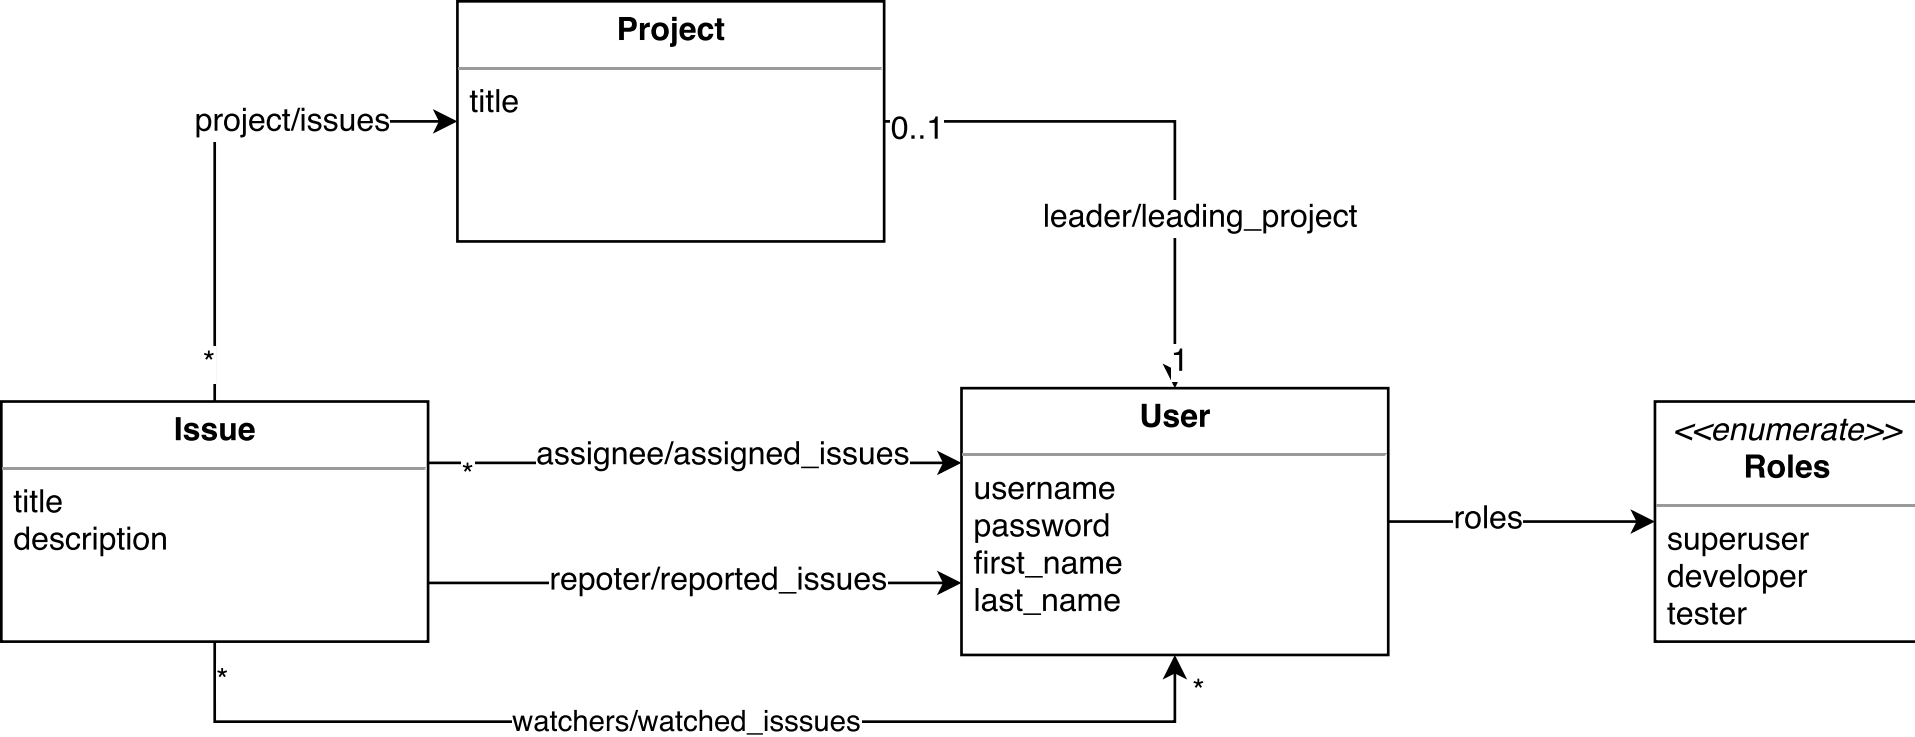 Project
title
project/issues
0..1
leader/leading_project
*
1
Issue
title
description
*
assignee/assigned_issues
repoter/reported_issues
User
username
password
first_name
last_name
roles
<<enumerate>>
Roles
superuser
developer
tester
*
*
watchers/watched_isssues